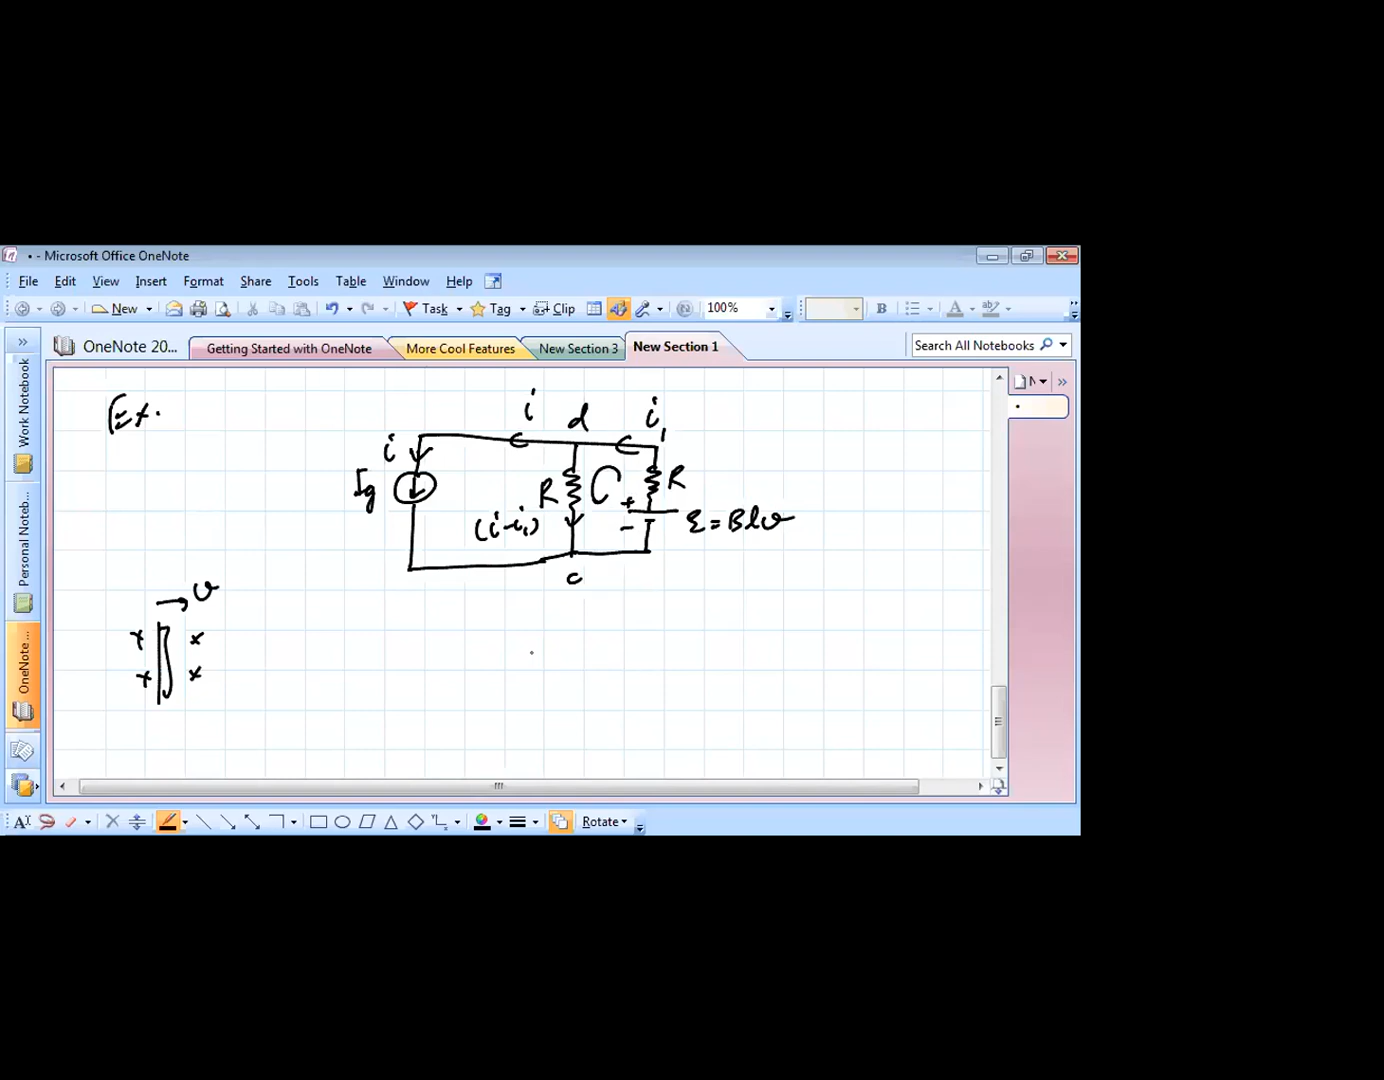 • - Microsoft Office OneNote
File Edit View Insert Format Share Tools Table Window Help
New Task Tag Clip 100% B A ab
OneNote 20... Getting Started with OneNote More Cool Features New Section 3 New Section 1 Search All Notebooks
Work Notebook
Personal Noteb...
OneNote...
N
Ex.
i d i₁
i
Ig R R
+
(i-i₁) - ε = Blv
c
v
x x
x x
A Rotate